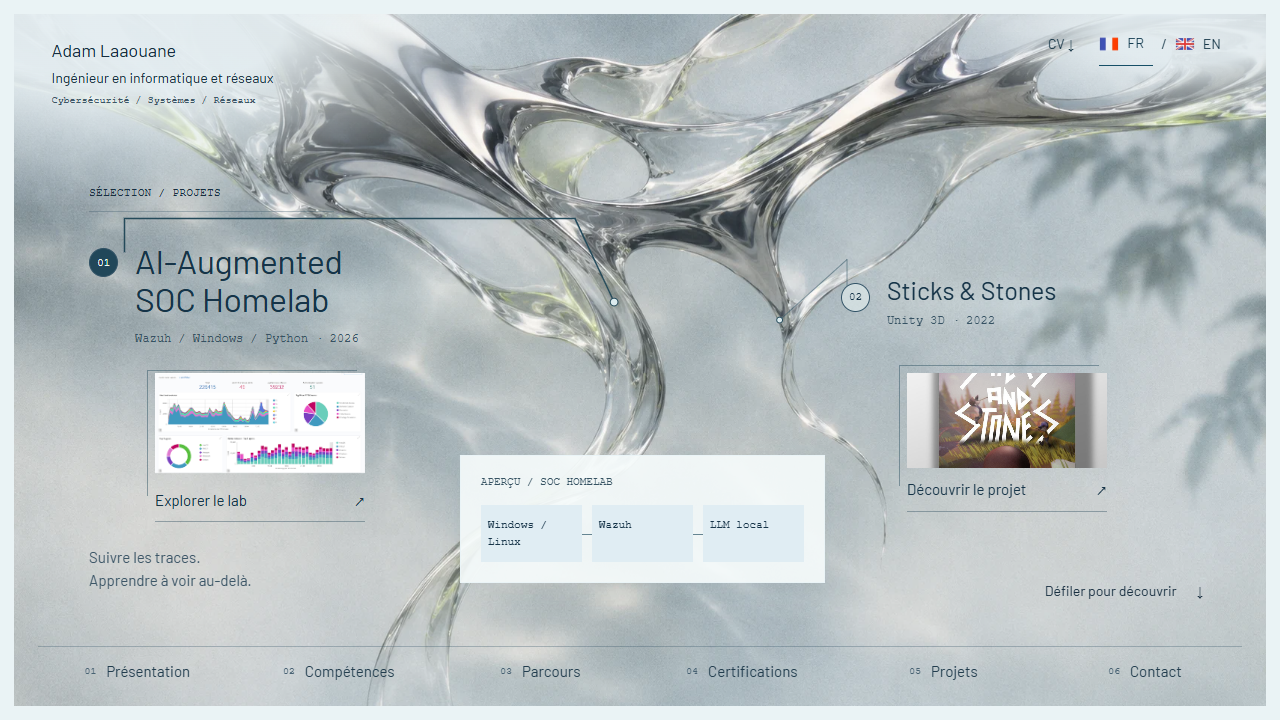 Adam Laaouane
Ingénieur en informatique et réseaux
Cybersécurité / Systèmes / Réseaux
CV ↓
FR / EN
SÉLECTION / PROJETS
01
AI-Augmented
SOC Homelab
Wazuh / Windows / Python · 2026
Explorer le lab ↗
Suivre les traces.
Apprendre à voir au-delà.
02
Sticks & Stones
Unity 3D · 2022
AND
STONES
Découvrir le projet ↗
APERÇU / SOC HOMELAB
Windows /
Linux
Wazuh
LLM local
Défiler pour découvrir ↓
01 Présentation
02 Compétences
03 Parcours
04 Certifications
05 Projets
06 Contact